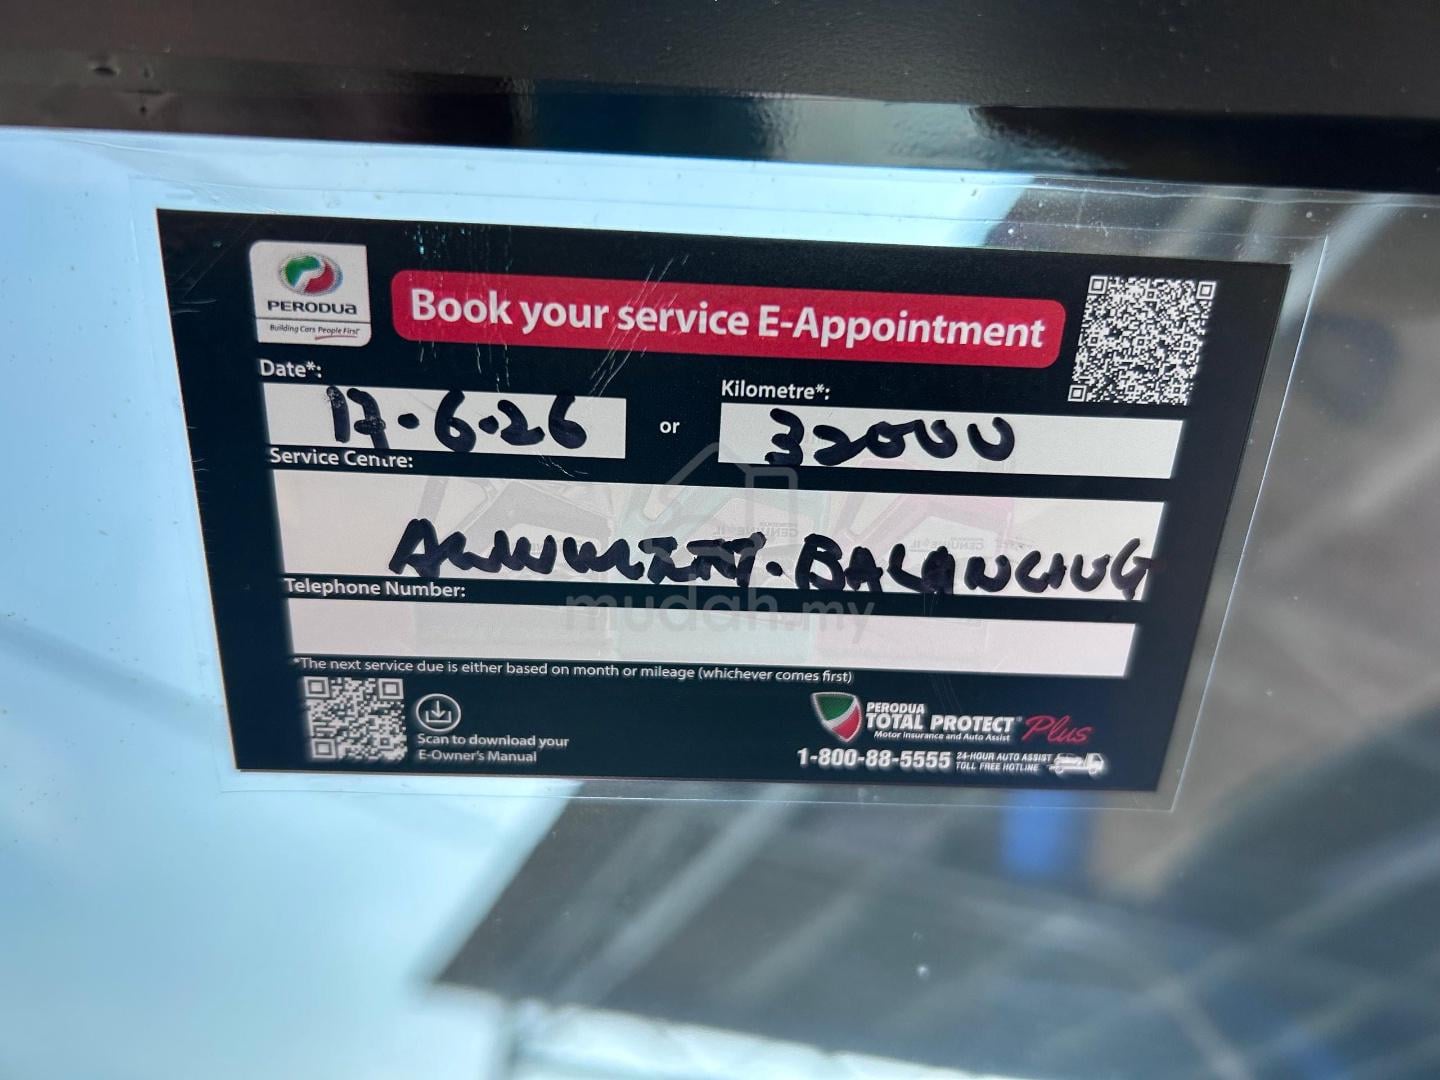 PERODUA
Building Cars People First
Book your service E-Appointment
Date*:
17-6-26
or
Kilometre*:
32000
Service Centre:
BALANCING
Telephone Number:
mudah.my
*The next service due is either based on month or mileage (whichever comes first)
Scan to download your
E-Owner's Manual
PERODUA
TOTAL PROTECT Plus
Motor Insurance and Auto Assist
1-800-88-5555 24-HOUR AUTO ASSIST
TOLL FREE HOTLINE